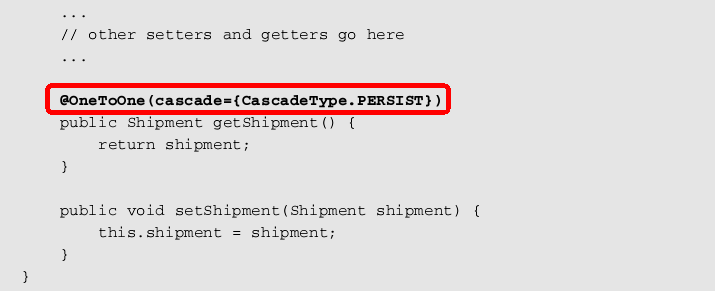 ...
// other setters and getters go here
...
@OneToOne(cascade={CascadeType.PERSIST})
public Shipment getShipment() {
return shipment;
}
public void setShipment(Shipment shipment) {
this.shipment = shipment;
}
}